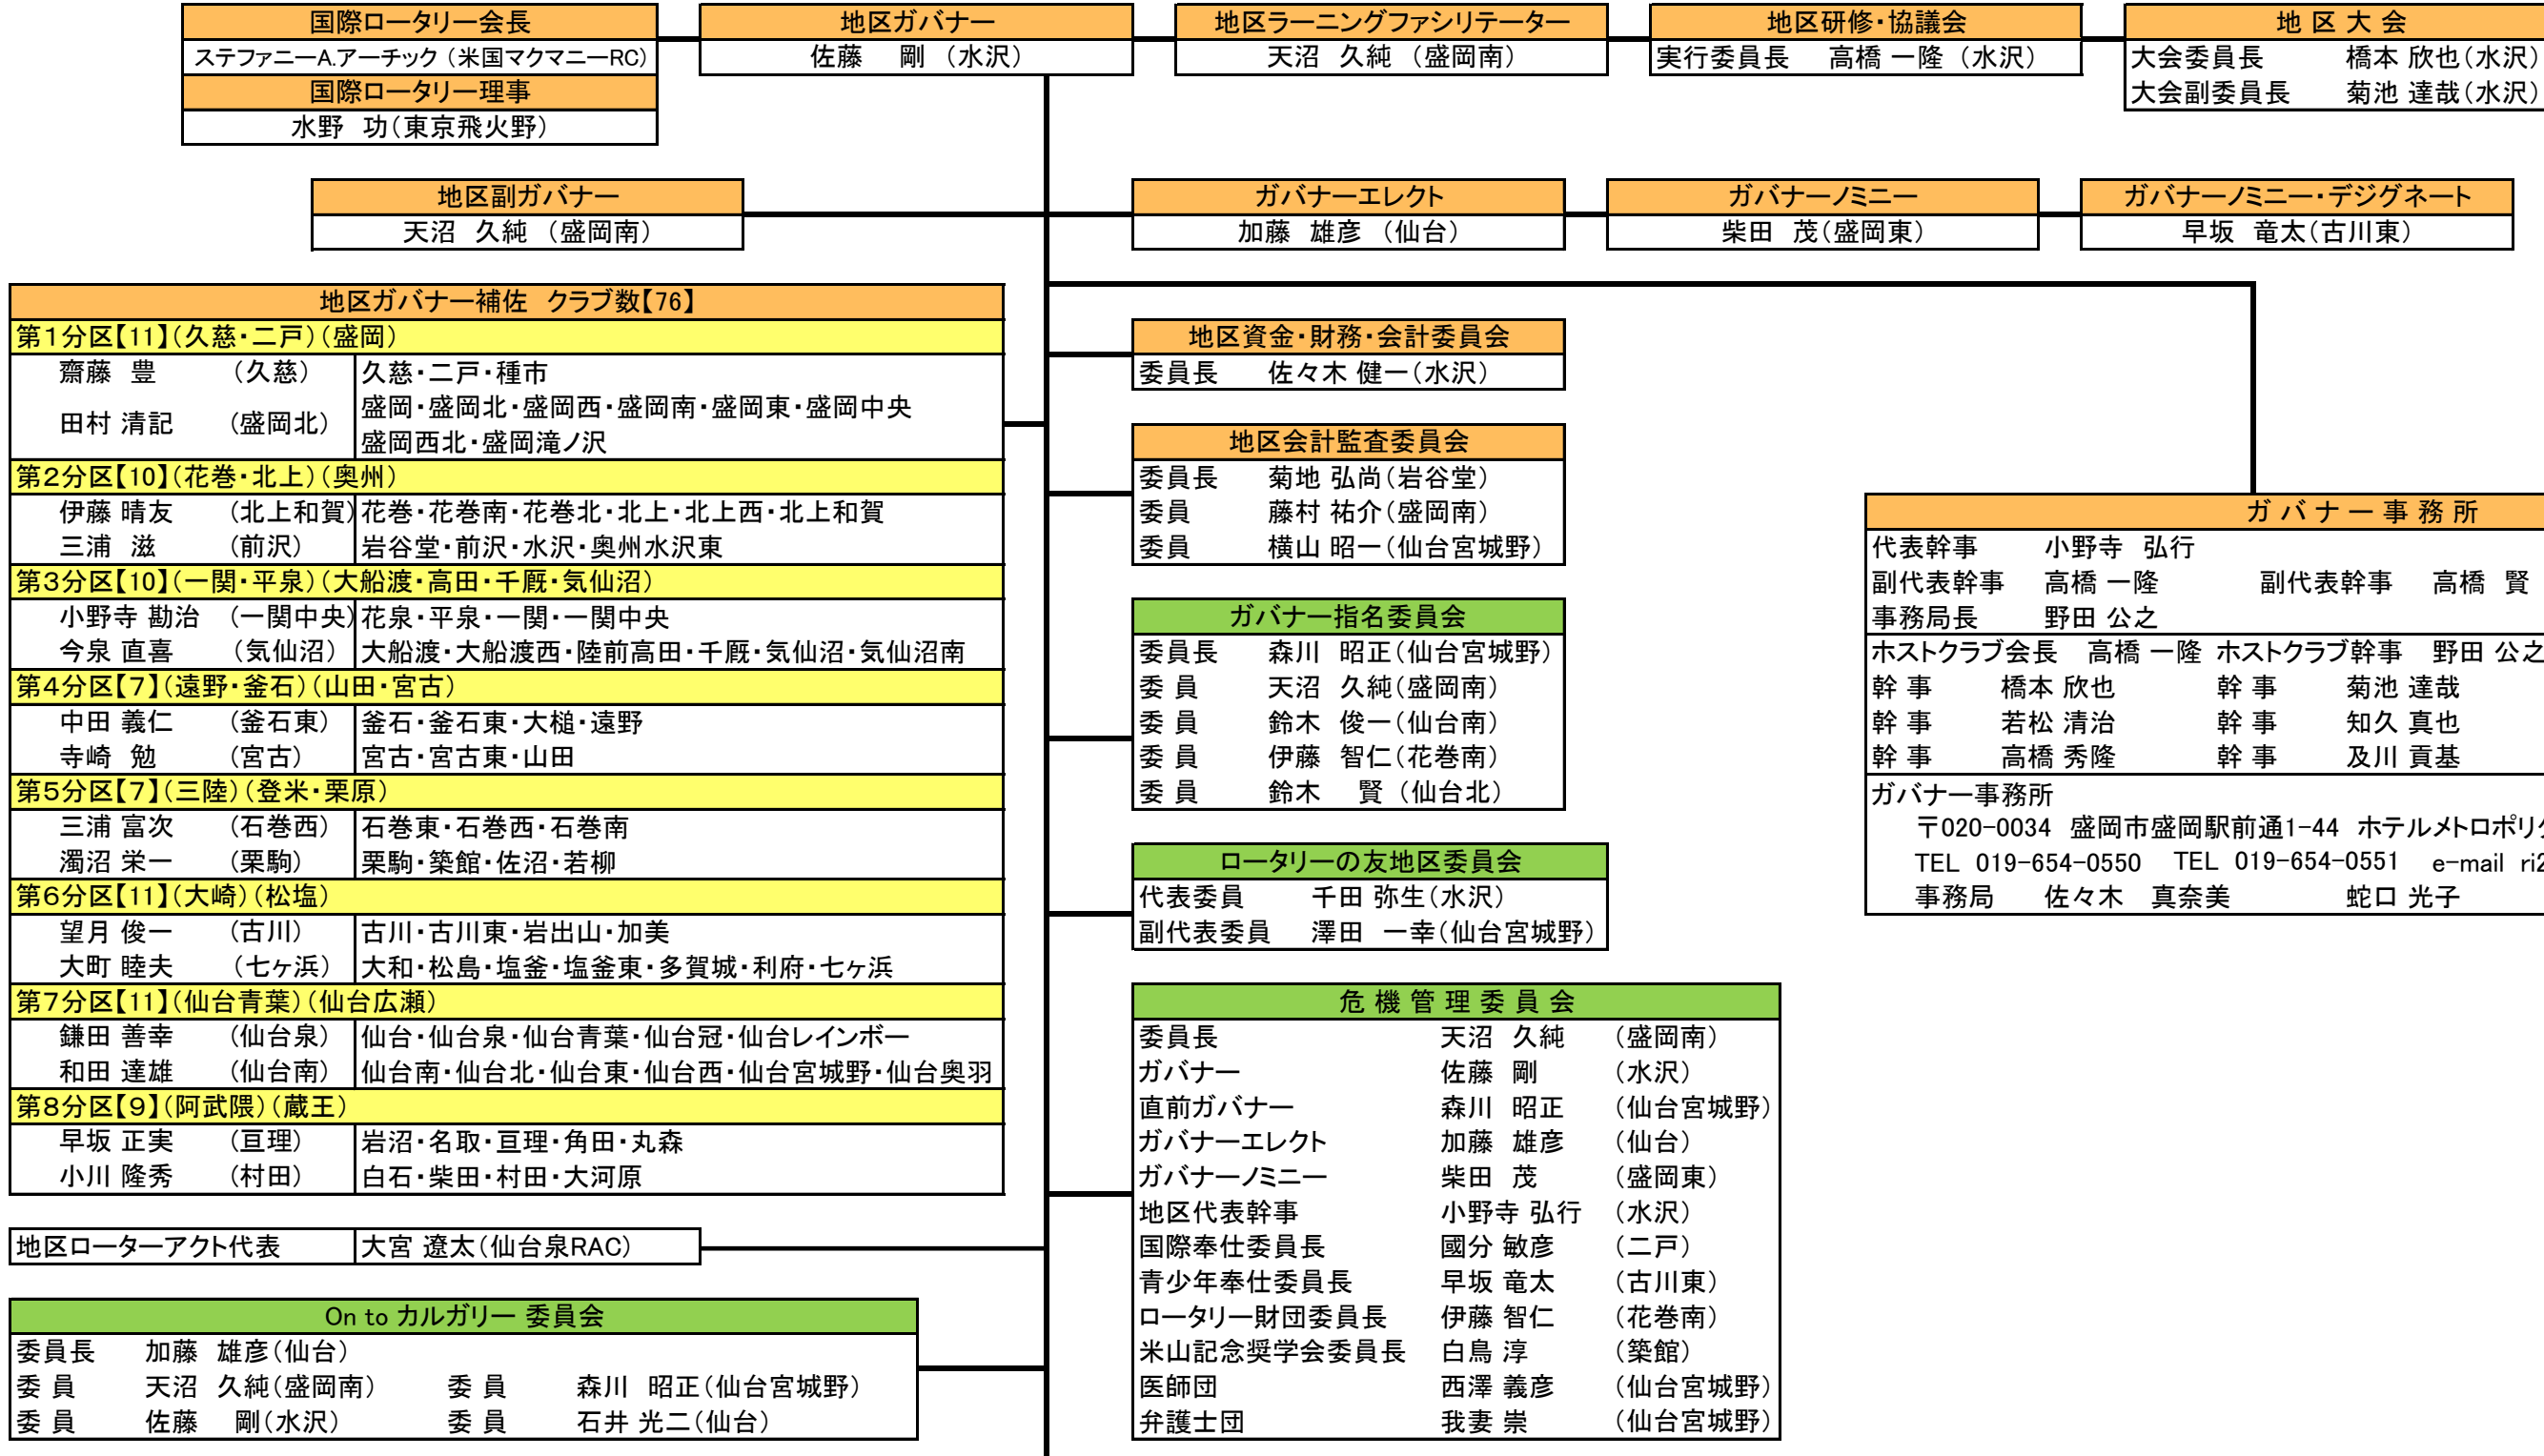 国際ロータリー会長
ステファニーA.アーチック（米国マクマニーRC）
国際ロータリー理事
水野 功（東京飛火野）
地区ガバナー
佐藤 剛 （水沢）
地区ラーニングファシリテーター
天沼 久純 （盛岡南）
地区研修・協議会
実行委員長 高橋 一隆 （水沢）
地 区 大 会
大会委員長 橋本 欣也（水沢）
大会副委員長 菊池 達哉（水沢）
地区副ガバナー
天沼 久純 （盛岡南）
ガバナーエレクト
加藤 雄彦 （仙台）
ガバナーノミニー
柴田 茂（盛岡東）
ガバナーノミニー・デジグネート
早坂 竜太（古川東）
地区ガバナー補佐 クラブ数【76】
第1分区【11】（久慈・二戸）（盛岡）
齋藤 豊 （久慈） 久慈・二戸・種市
田村 清記 （盛岡北） 盛岡・盛岡北・盛岡西・盛岡南・盛岡東・盛岡中央
盛岡西北・盛岡滝ノ沢
第2分区【10】（花巻・北上）（奥州）
伊藤 晴友 （北上和賀） 花巻・花巻南・花巻北・北上・北上西・北上和賀
三浦 滋 （前沢） 岩谷堂・前沢・水沢・奥州水沢東
第3分区【10】（一関・平泉）（大船渡・高田・千厩・気仙沼）
小野寺 勘治 （一関中央） 花泉・平泉・一関・一関中央
今泉 直喜 （気仙沼） 大船渡・大船渡西・陸前高田・千厩・気仙沼・気仙沼南
第4分区【7】（遠野・釜石）（山田・宮古）
中田 義仁 （釜石東） 釜石・釜石東・大槌・遠野
寺崎 勉 （宮古） 宮古・宮古東・山田
第5分区【7】（三陸）（登米・栗原）
三浦 富次 （石巻西） 石巻東・石巻西・石巻南
濁沼 栄一 （栗駒） 栗駒・築館・佐沼・若柳
第6分区【11】（大崎）（松塩）
望月 俊一 （古川） 古川・古川東・岩出山・加美
大町 睦夫 （七ヶ浜） 大和・松島・塩釜・塩釜東・多賀城・利府・七ヶ浜
第7分区【11】（仙台青葉）（仙台広瀬）
鎌田 善幸 （仙台泉） 仙台・仙台泉・仙台青葉・仙台冠・仙台レインボー
和田 達雄 （仙台南） 仙台南・仙台北・仙台東・仙台西・仙台宮城野・仙台奥羽
第8分区【9】（阿武隈）（蔵王）
早坂 正実 （亘理） 岩沼・名取・亘理・角田・丸森
小川 隆秀 （村田） 白石・柴田・村田・大河原
地区ローターアクト代表 大宮 遼太（仙台泉RAC）
On to カルガリー 委員会
委員長 加藤 雄彦（仙台）
委 員 天沼 久純（盛岡南） 委 員 森川 昭正（仙台宮城野）
委 員 佐藤 剛（水沢） 委 員 石井 光二（仙台）
地区資金・財務・会計委員会
委員長 佐々木 健一（水沢）
地区会計監査委員会
委員長 菊地 弘尚（岩谷堂）
委員 藤村 祐介（盛岡南）
委員 横山 昭一（仙台宮城野）
ガバナー指名委員会
委員長 森川 昭正（仙台宮城野）
委 員 天沼 久純（盛岡南）
委 員 鈴木 俊一（仙台南）
委 員 伊藤 智仁（花巻南）
委 員 鈴木 賢 （仙台北）
ロータリーの友地区委員会
代表委員 千田 弥生（水沢）
副代表委員 澤田 一幸（仙台宮城野）
危 機 管 理 委 員 会
委員長 天沼 久純 （盛岡南）
ガバナー 佐藤 剛 （水沢）
直前ガバナー 森川 昭正 （仙台宮城野）
ガバナーエレクト 加藤 雄彦 （仙台）
ガバナーノミニー 柴田 茂 （盛岡東）
地区代表幹事 小野寺 弘行 （水沢）
国際奉仕委員長 國分 敏彦 （二戸）
青少年奉仕委員長 早坂 竜太 （古川東）
ロータリー財団委員長 伊藤 智仁 （花巻南）
米山記念奨学会委員長 白鳥 淳 （築館）
医師団 西澤 義彦 （仙台宮城野）
弁護士団 我妻 崇 （仙台宮城野）
ガ バ ナ ー 事 務 所
代表幹事 小野寺 弘行
副代表幹事 高橋 一隆 副代表幹事 高橋 賢
事務局長 野田 公之
ホストクラブ会長 高橋 一隆 ホストクラブ幹事 野田 公之
幹 事 橋本 欣也 幹 事 菊池 達哉
幹 事 若松 清治 幹 事 知久 真也
幹 事 高橋 秀隆 幹 事 及川 貢基
ガバナー事務所
〒020-0034 盛岡市盛岡駅前通1-44 ホテルメトロポリ
TEL 019-654-0550 TEL 019-654-0551 e-mail ri2
事務局 佐々木 真奈美 蛇口 光子